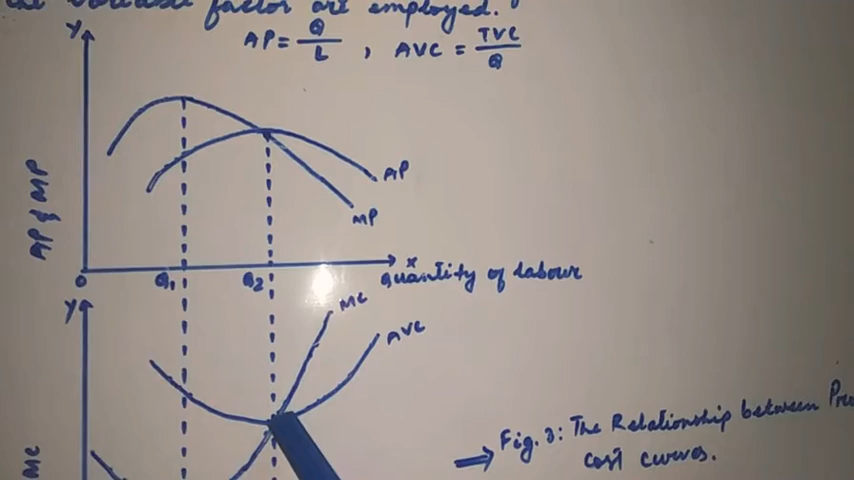 variable factor are employed.
AP = Q/L , AVC = TVC/Q
Y
AP & MP
AP
MP
O Q1 Q2 X
Quantity of labour
Y
MC
AVC
MC
⇒ Fig. 3: The Relationship between
cost curves.